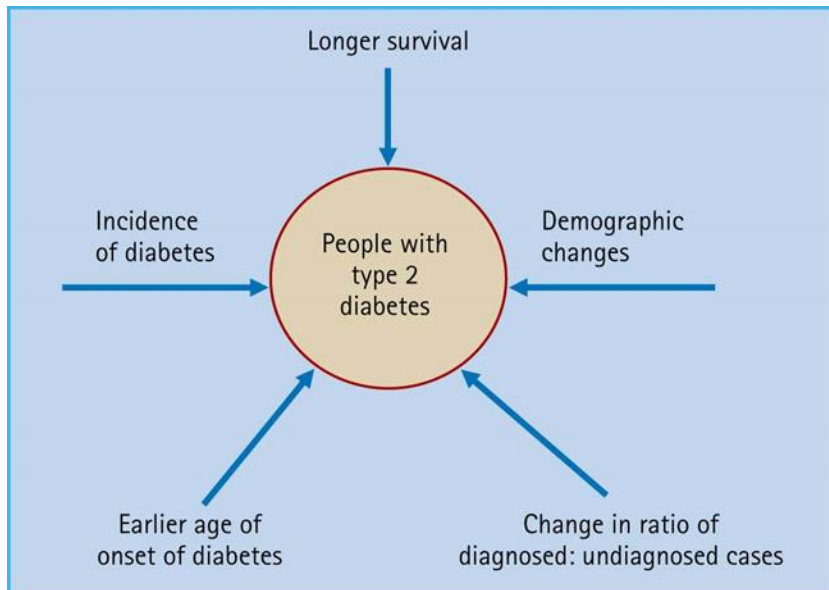 Longer survival
Incidence
of diabetes
People with
type 2
diabetes
Demographic
changes
Earlier age of
onset of diabetes
Change in ratio of
diagnosed: undiagnosed cases